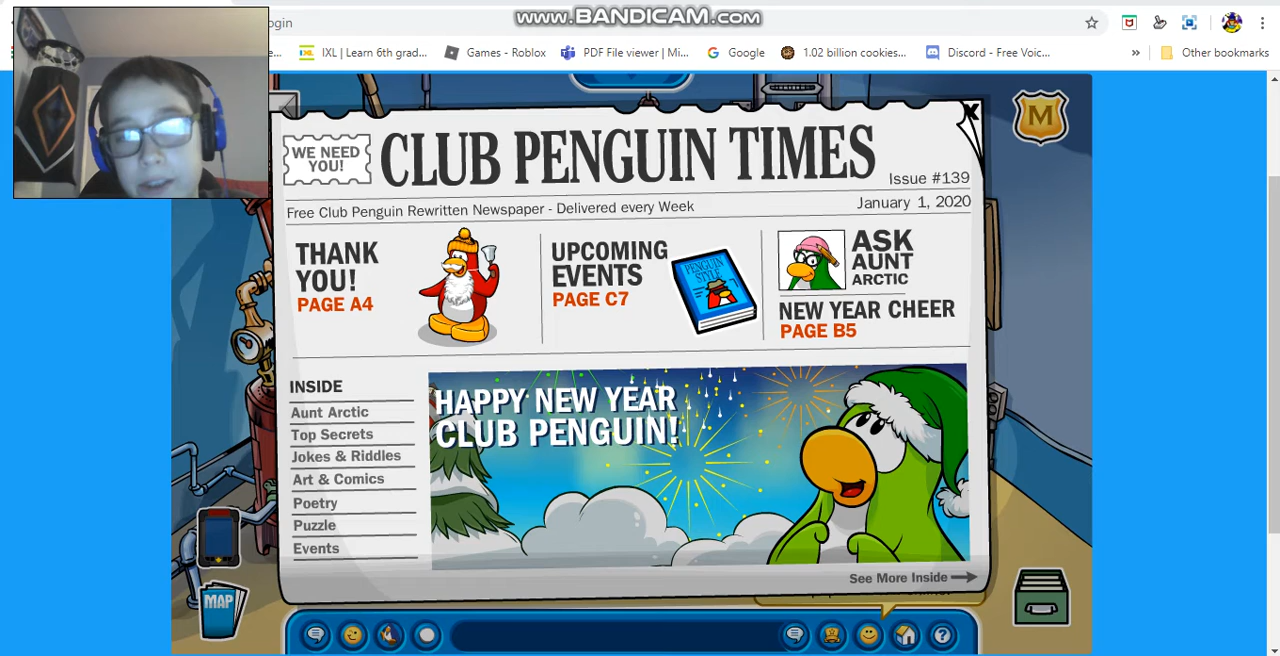 www.BANDICAM.com
ogin
e...
IXL | Learn 6th grad...
Games - Roblox
PDF File viewer | Mi...
Google
1.02 billion cookies...
Discord - Free Voic...
»
Other bookmarks
M
WE NEED
YOU!
CLUB PENGUIN TIMES
X
Issue #139
Free Club Penguin Rewritten Newspaper - Delivered every Week
January 1, 2020
THANK
YOU!
PAGE A4
UPCOMING
EVENTS
PAGE C7
PENGUIN
STYLE
ASK
AUNT
ARCTIC
NEW YEAR CHEER
PAGE B5
INSIDE
Aunt Arctic
Top Secrets
Jokes & Riddles
Art & Comics
Poetry
Puzzle
Events
HAPPY NEW YEAR
CLUB PENGUIN!
See More Inside
MAP
?